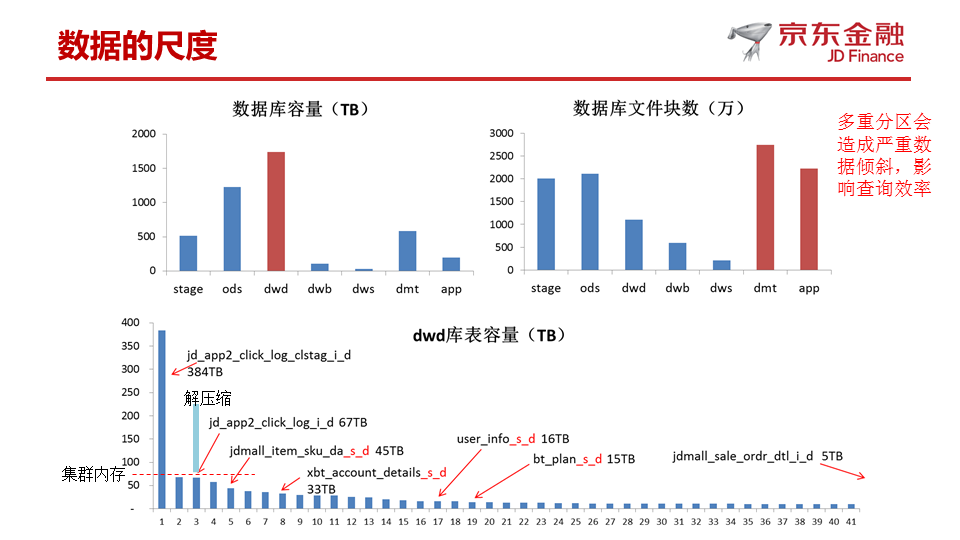 数据的尺度
京东金融
JD Finance
数据库容量（TB）
2000
1500
1000
500
0
stage ods dwd dwb dws dmt app
数据库文件块数（万）
3000
2500
2000
1500
1000
500
0
stage ods dwd dwb dws dmt app
多重分区会
造成严重数
据倾斜，影
响查询效率
dwd库表容量（TB）
400
350
300
250
200
150
100
50
-
jd_app2_click_log_clstag_i_d
384TB
解压缩
jd_app2_click_log_i_d 67TB
jdmall_item_sku_da_s_d 45TB
xbt_account_details_s_d
33TB
user_info_s_d 16TB
bt_plan_s_d 15TB
jdmall_sale_ordr_dtl_i_d 5TB
集群内存
1 2 3 4 5 6 7 8 9 10 11 12 13 14 15 16 17 18 19 20 21 22 23 24 25 26 27 28 29 30 31 32 33 34 35 36 37 38 39 40 41